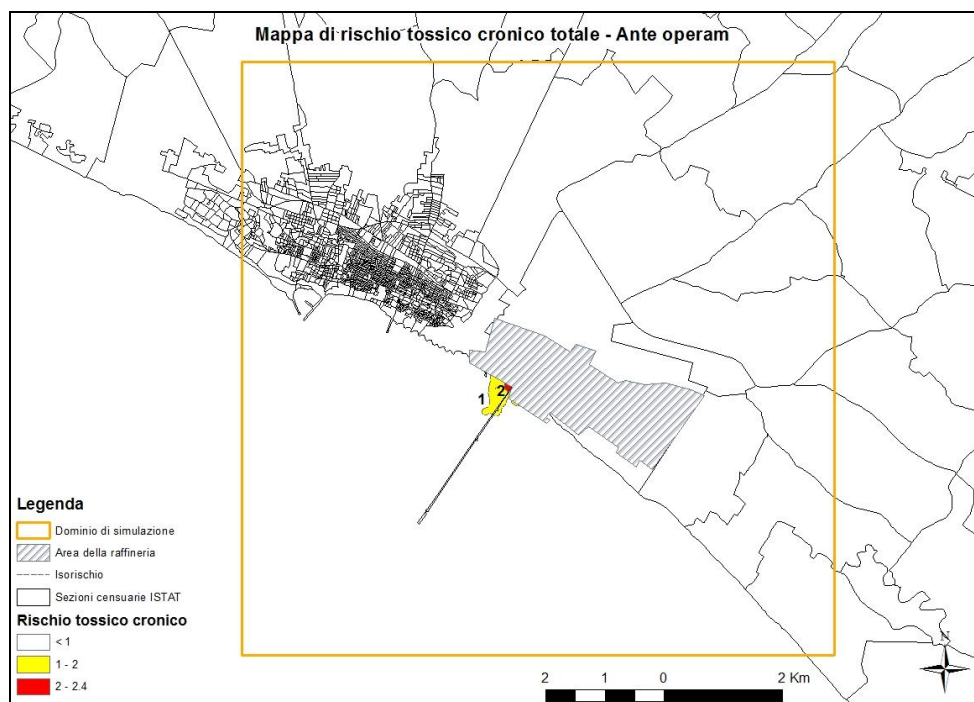 Mappa di rischio tossico cronico totale - Ante operam
2
1
Legenda
Dominio di simulazione
Area della raffineria
Isorischio
Sezioni censuarie ISTAT
Rischio tossico cronico
< 1
1 - 2
2 - 2.4
N
2 1 0 2 Km